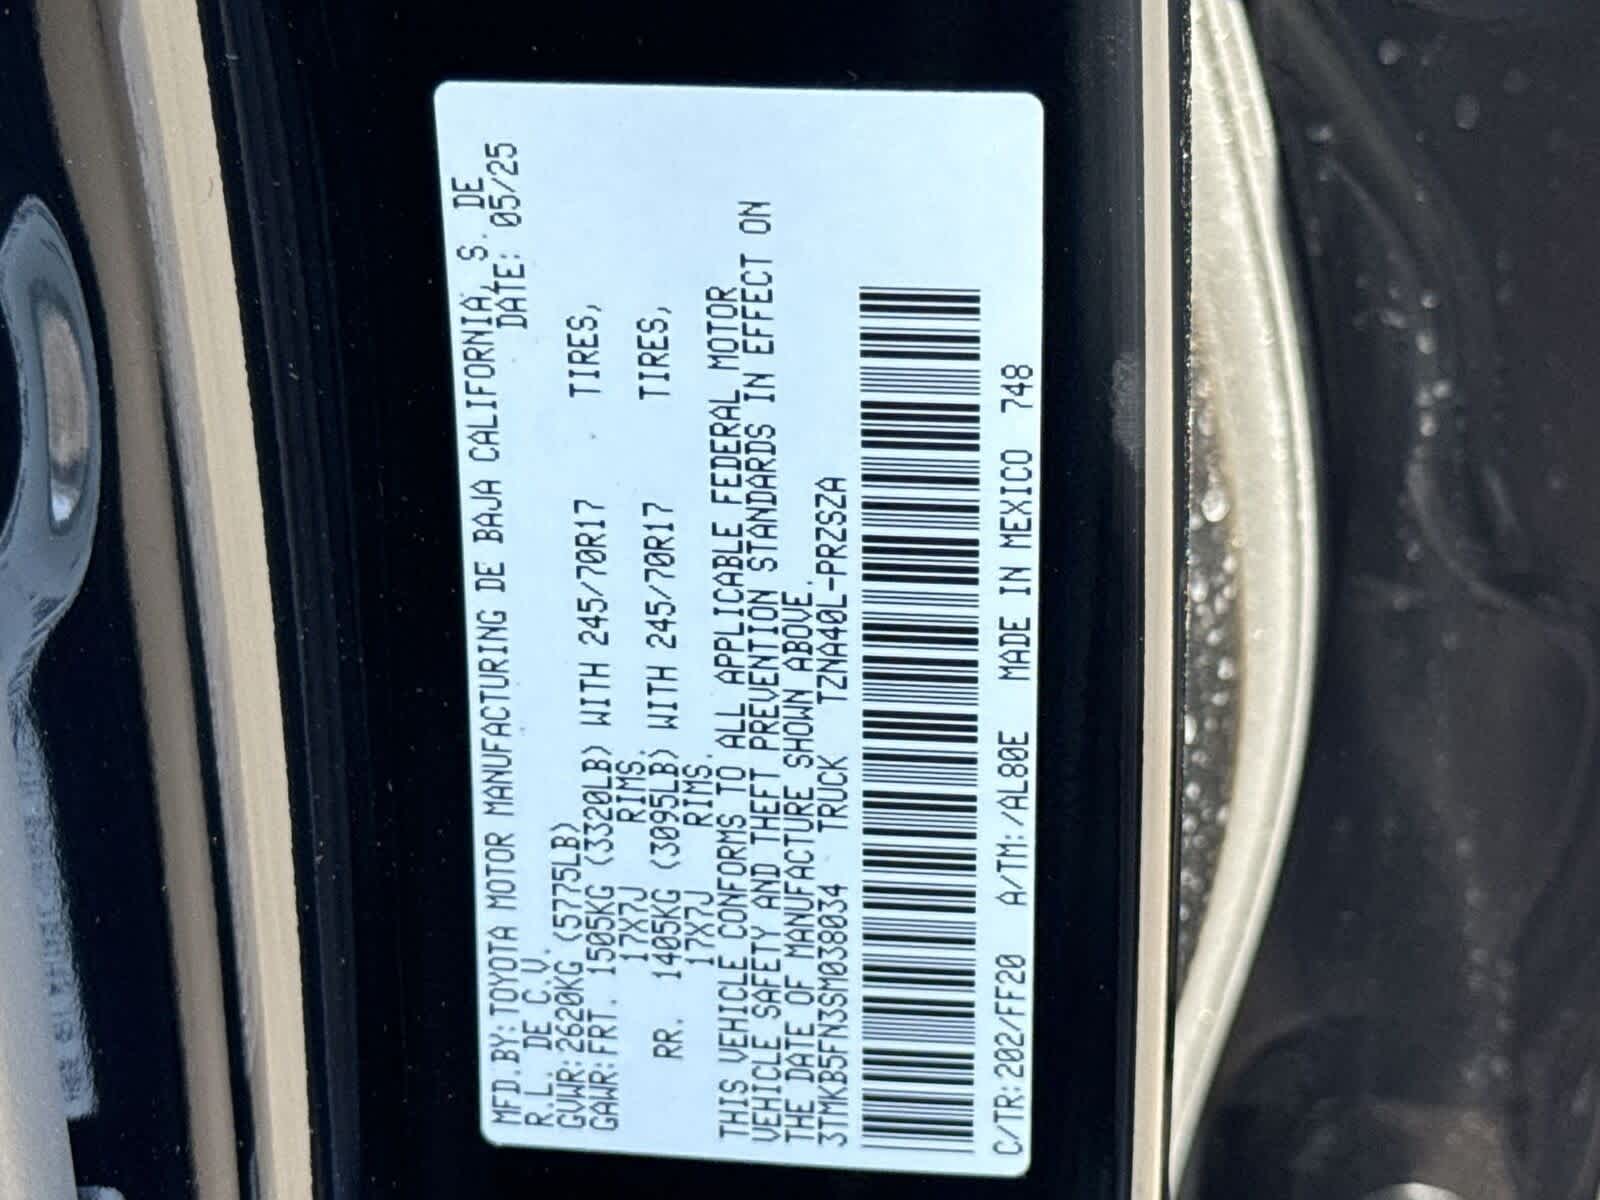 MFD.BY:TOYOTA MOTOR MANUFACTURING DE BAJA CALIFORNIA, S. DE
R.L. DE C.V. DATE: 05/25
GVWR:2620KG (5775LB)
GAWR:FRT. 1505KG (3320LB) WITH 245/70R17 TIRES,
17X7J RIMS.
RR. 1405KG (3095LB) WITH 245/70R17 TIRES,
17X7J RIMS.
THIS VEHICLE CONFORMS TO ALL APPLICABLE FEDERAL MOTOR
VEHICLE SAFETY AND THEFT PREVENTION STANDARDS IN EFFECT ON
THE DATE OF MANUFACTURE SHOWN ABOVE.
3TMKB5FN3SM038034 TRUCK TZNA40L-PRZSZA
C/TR:202/FF20 A/TM:/AL80E MADE IN MEXICO 748